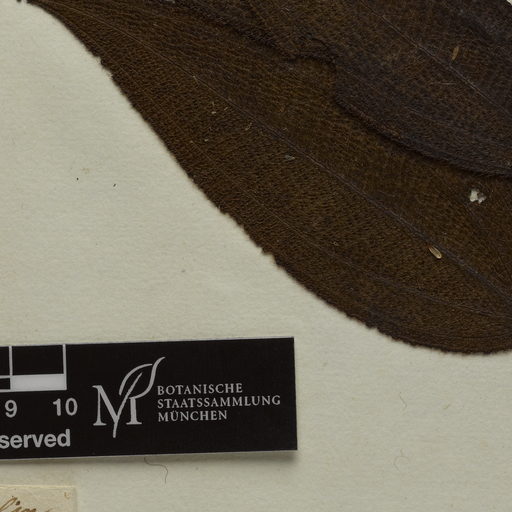 9 10
served
BOTANISCHE
STAATSSAMMLUNG
MÜNCHEN